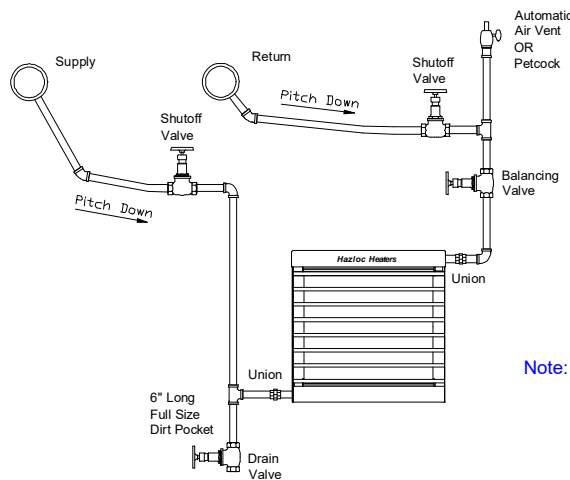 Automatic
Air Vent
OR
Petcock
Supply
Return
Shutoff
Valve
Pitch Down
Shutoff
Valve
Pitch Down
Balancing
Valve
Hazloc Heaters
Union
Note:
Union
6" Long
Full Size
Dirt Pocket
Drain
Valve